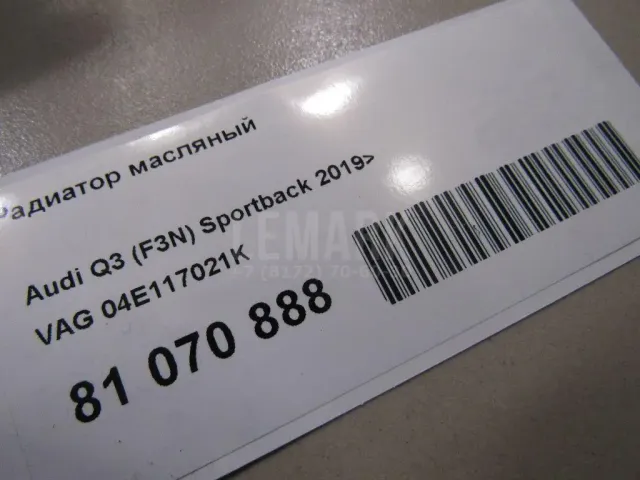 Радиатор масляный
Audi Q3 (F3N) Sportback 2019>
VAG 04E117021K
81 070 888